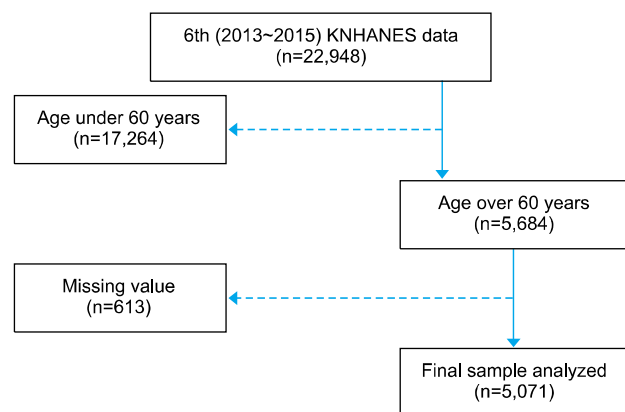 6th (2013~2015) KNHANES data
(n=22,948)
Age under 60 years
(n=17,264)
Age over 60 years
(n=5,684)
Missing value
(n=613)
Final sample analyzed
(n=5,071)